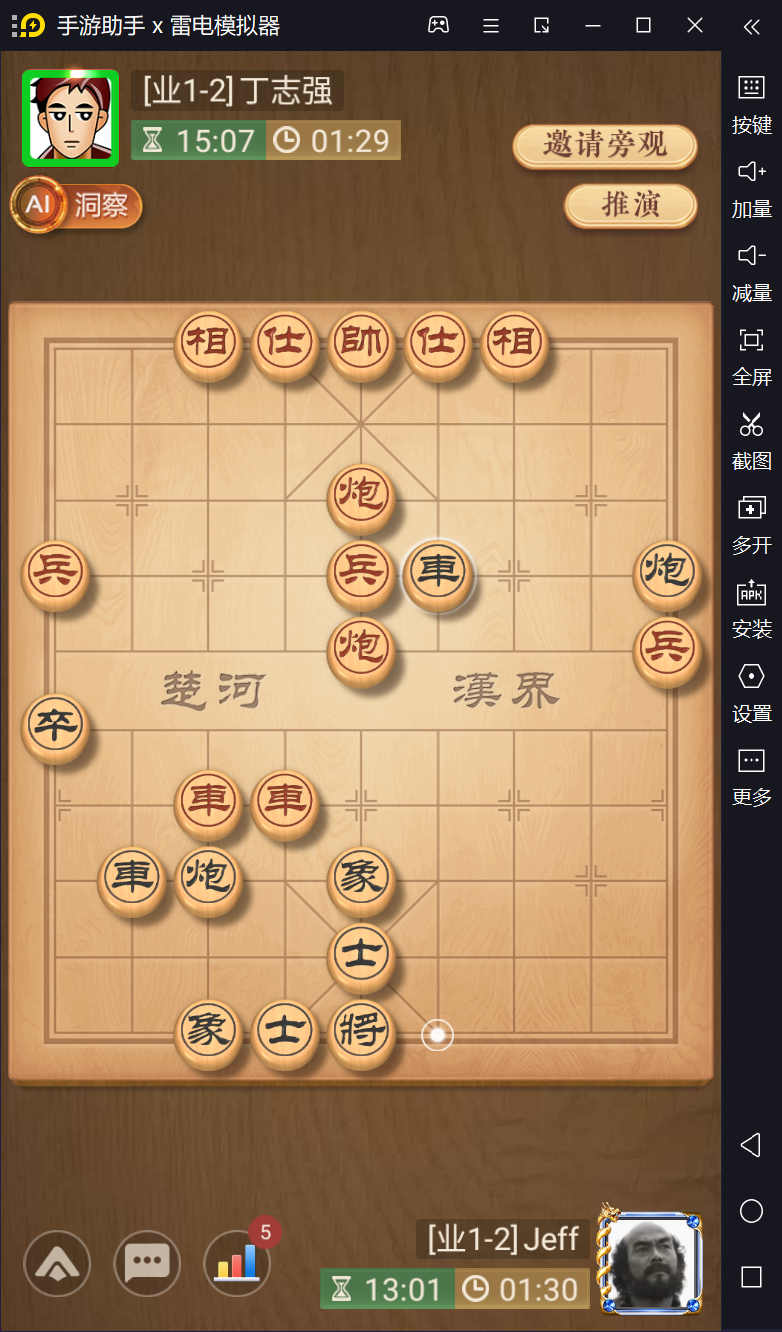 手游助手 x 雷电模拟器
[业1-2] 丁志强
15:07 01:29
邀请旁观
AI 洞察
推演
相 仕 帥 仕 相
炮
兵 兵 車 炮
炮 兵
楚河 漢界
卒
車 車
車 炮 象
士
象 士 將
[业1-2] Jeff
5
13:01 01:30
按键
加量
减量
全屏
截图
多开
APK
安装
设置
更多